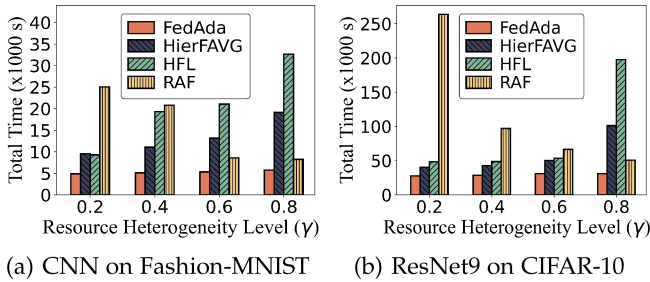 FedAda
HierFAVG
HFL
RAF
Total Time (x1000 s)
40
35
30
25
20
15
10
5
0
0.2 0.4 0.6 0.8
Resource Heterogeneity Level (γ)
(a) CNN on Fashion-MNIST
FedAda
HierFAVG
HFL
RAF
Total Time (x1000 s)
250
200
150
100
50
0
0.2 0.4 0.6 0.8
Resource Heterogeneity Level (γ)
(b) ResNet9 on CIFAR-10